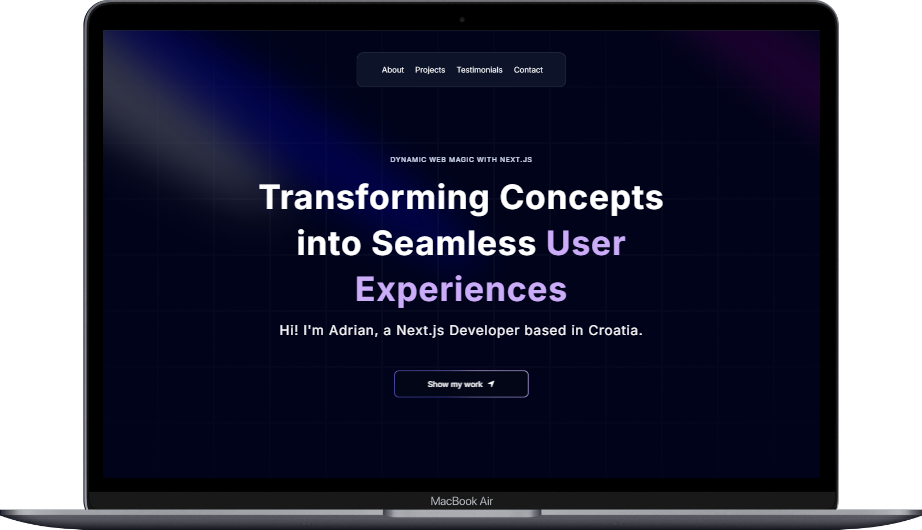 About Projects Testimonials Contact
DYNAMIC WEB MAGIC WITH NEXT.JS
Transforming Concepts
into Seamless User
Experiences
Hi! I'm Adrian, a Next.js Developer based in Croatia.
Show my work
MacBook Air